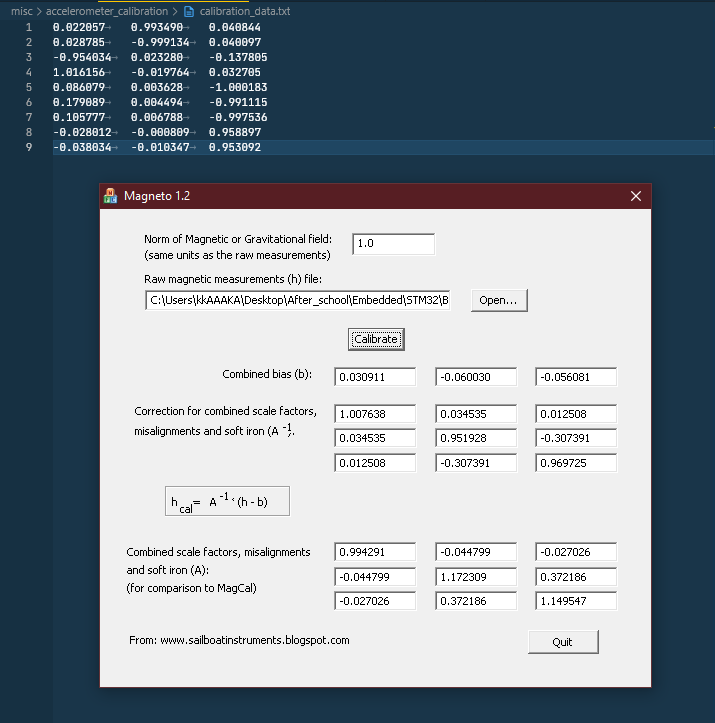 misc > accelerometer_calibration > calibration_data.txt
1 0.022057→ 0.993490→ 0.040844
2 0.028785→ -0.999134→ 0.040097
3 -0.954034→ 0.023280→ -0.137805
4 1.016156→ -0.019764→ 0.032705
5 0.086079→ 0.003628→ -1.000183
6 0.179089→ 0.004494→ -0.991115
7 0.105777→ 0.006788→ -0.997536
8 -0.028012→ -0.000809→ 0.958897
9 -0.038034→ -0.010347→ 0.953092
Magneto 1.2
Norm of Magnetic or Gravitational field:
1.0
(same units as the raw measurements)
Raw magnetic measurements (h) file:
C:\Users\kkAAAKA\Desktop\After_school\Embedded\STM32\B
Open...
Calibrate
Combined bias (b): 0.030911 -0.060030 -0.056081
Correction for combined scale factors, 1.007638 0.034535 0.012508
misalignments and soft iron (A -1). 0.034535 0.951928 -0.307391
0.012508 -0.307391 0.969725
h cal = A -1 * (h - b)
Combined scale factors, misalignments 0.994291 -0.044799 -0.027026
and soft iron (A): -0.044799 1.172309 0.372186
(for comparison to MagCal) -0.027026 0.372186 1.149547
From: www.sailboatinstruments.blogspot.com
Quit